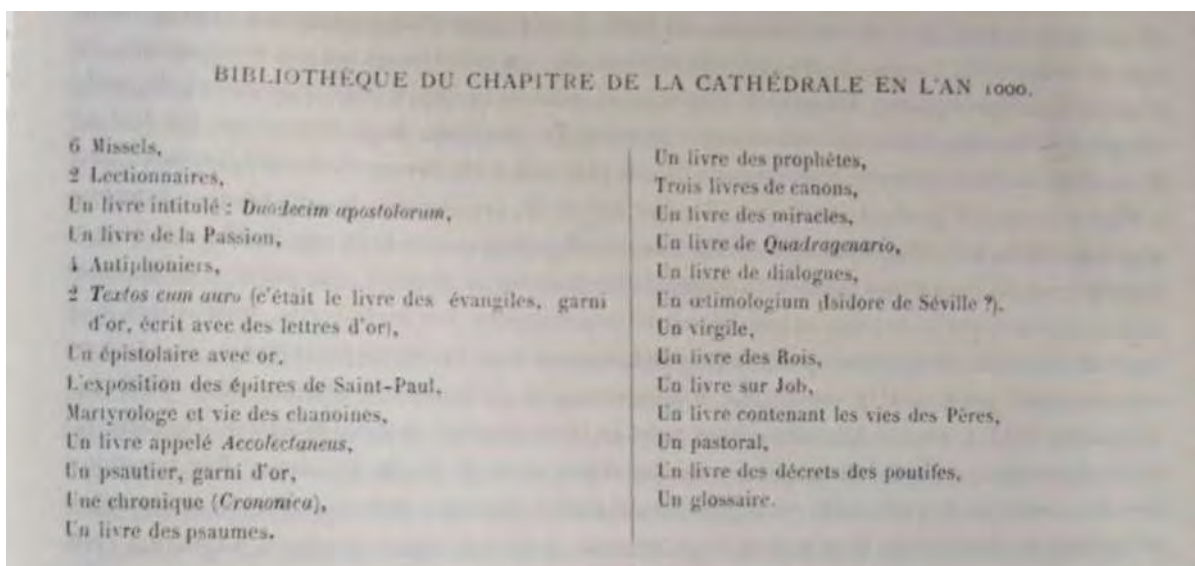 BIBLIOTHÈQUE DU CHAPITRE DE LA CATHÉDRALE EN L'AN 1000.
6 Missels,
2 Lectionnaires,
Un livre intitulé : Duodecim apostolorum,
Un livre de la Passion,
4 Antiphoniers,
2 Textos cum auro (c'était le livre des évangiles, garni
d'or, écrit avec des lettres d'or),
Un épistolaire avec or,
L'exposition des épitres de Saint-Paul,
Martyrologe et vie des chanoines,
Un livre appelé Accolectaneus,
Un psautier, garni d'or,
Une chronique (Crononica),
Un livre des psaumes.
Un livre des prophètes,
Trois livres de canons,
Un livre des miracles,
Un livre de Quadragenario,
Un livre de dialogues,
Un œtimologium (Isidore de Séville ?).
Un virgile,
Un livre des Rois,
Un livre sur Job,
Un livre contenant les vies des Pères,
Un pastoral,
Un livre des décrets des poutifes,
Un glossaire.